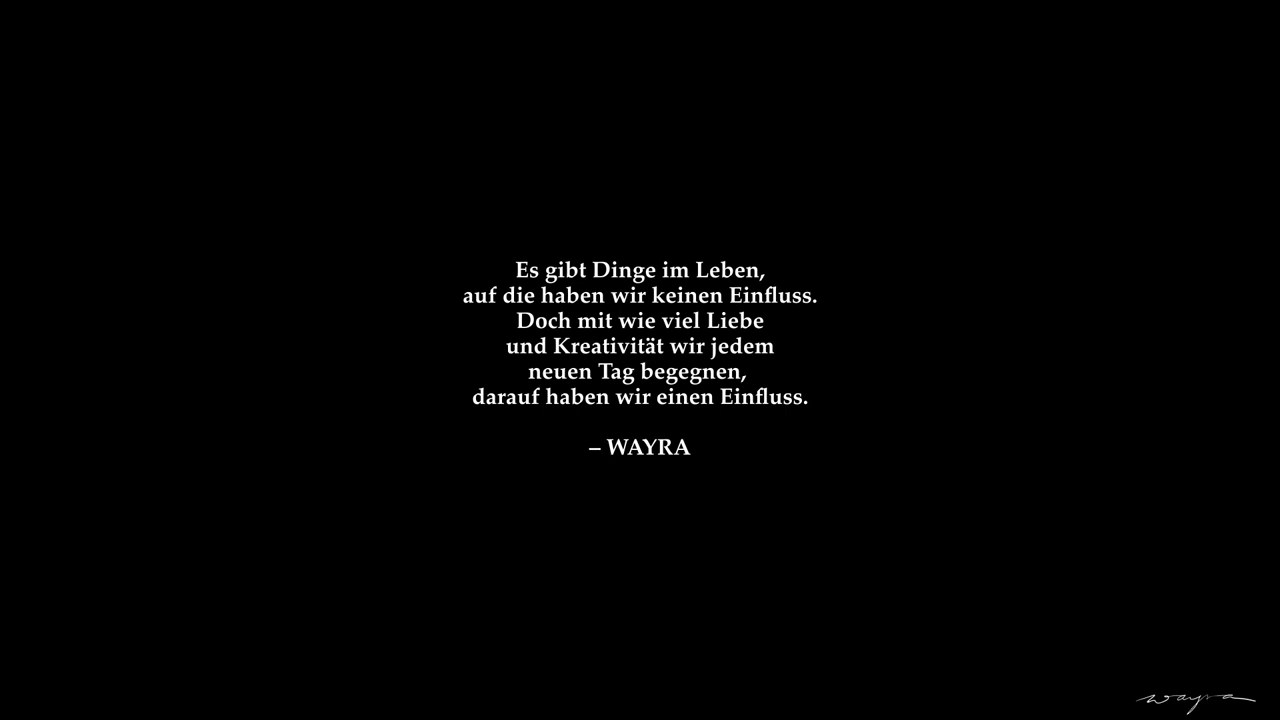 Es gibt Dinge im Leben,
auf die haben wir keinen Einfluss.
Doch mit wie viel Liebe
und Kreativität wir jedem
neuen Tag begegnen,
darauf haben wir einen Einfluss.
– WAYRA
wayra